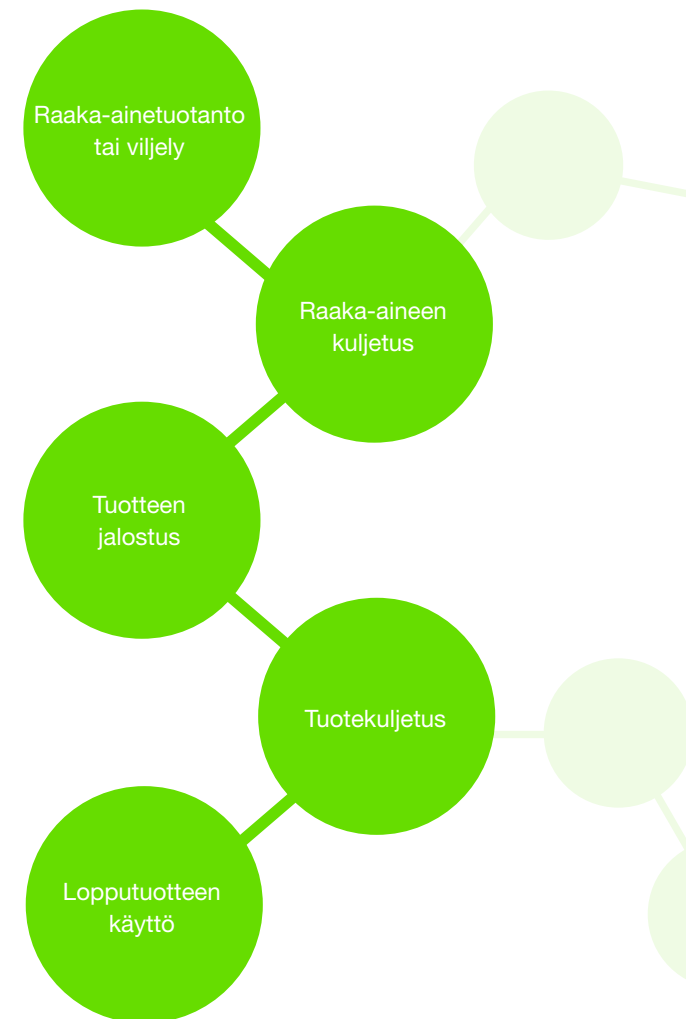 Raaka-ainetuotanto
tai viljely
Raaka-aineen
kuljetus
Tuotteen
jalostus
Tuotekuljetus
Lopputuotteen
käyttö